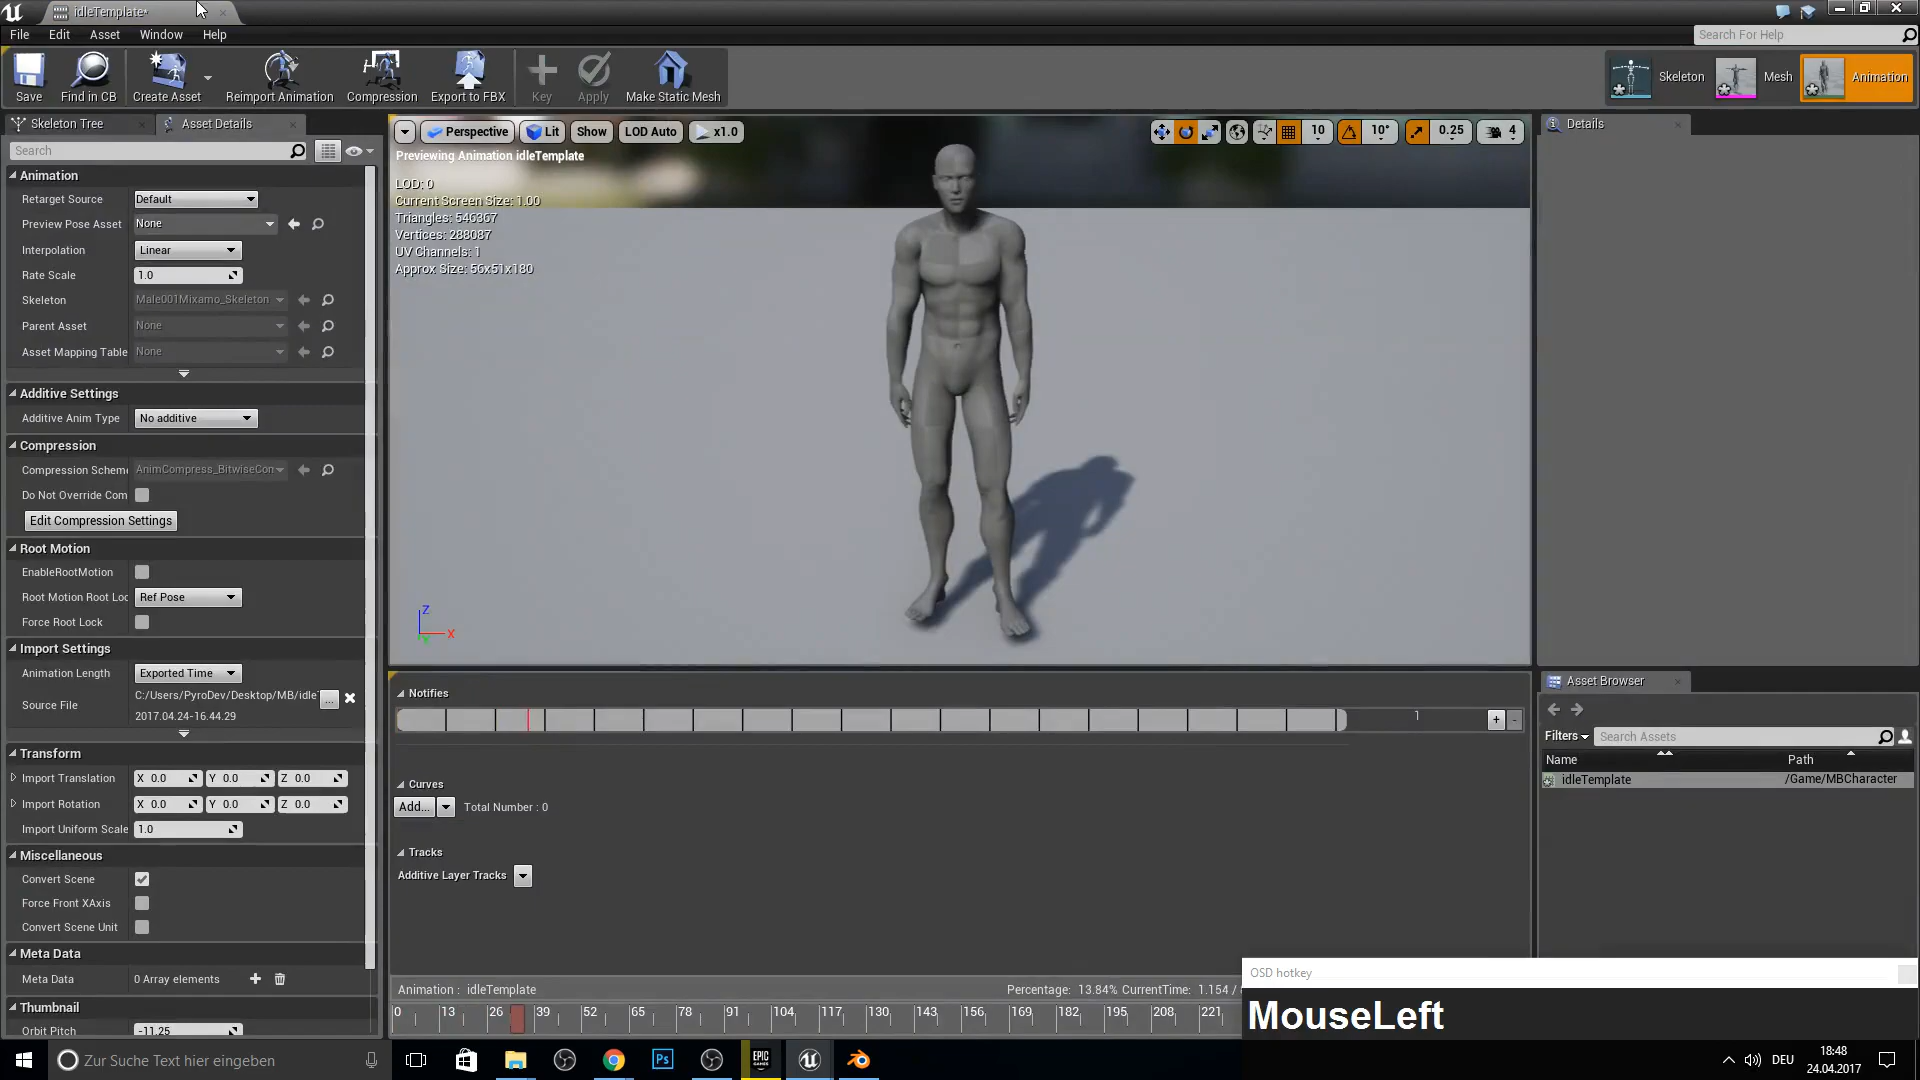 idleTemplate*
File Edit Asset Window Help
Search For Help
Save
Find in CB
Create Asset
Reimport Animation
Compression
Export to FBX
Key
Apply
Make Static Mesh
Skeleton
Mesh
Animation
Skeleton Tree
Asset Details
Search
Animation
Retarget Source Default
Preview Pose Asset None
Interpolation Linear
Rate Scale 1.0
Skeleton Male001Mixamo_Skeleton
Parent Asset None
Asset Mapping Table None
Additive Settings
Additive Anim Type No additive
Compression
Compression Schem AnimCompress_BitwiseCon
Do Not Override Com
Edit Compression Settings
Root Motion
EnableRootMotion
Root Motion Root Loc Ref Pose
Force Root Lock
Import Settings
Animation Length Exported Time
Source File C:/Users/PyroDev/Desktop/MB/idle ...
2017.04.24-16.44.29
Transform
Import Translation X 0.0 Y 0.0 Z 0.0
Import Rotation X 0.0 Y 0.0 Z 0.0
Import Uniform Scale 1.0
Miscellaneous
Convert Scene
Force Front XAxis
Convert Scene Unit
Meta Data
Meta Data 0 Array elements
Thumbnail
Orbit Pitch -11.25
Perspective Lit Show LOD Auto x1.0
10 10° 0.25 4
Previewing Animation idleTemplate
LOD: 0
Current Screen Size: 1.00
Triangles: 546367
Vertices: 288087
UV Channels: 1
Approx Size: 56x51x180
Z
X
Y
Notifies
1 + -
Curves
Add... Total Number : 0
Tracks
Additive Layer Tracks
Animation : idleTemplate Percentage: 13.84% CurrentTime: 1.154 /
0 13 26 39 52 65 78 91 104 117 130 143 156 169 182 195 208 221
Details
Asset Browser
Filters Search Assets
Name Path
idleTemplate /Game/MBCharacter
OSD hotkey
MouseLeft
Zur Suche Text hier eingeben
Ps
EPIC GAMES
DEU
18:48
24.04.2017